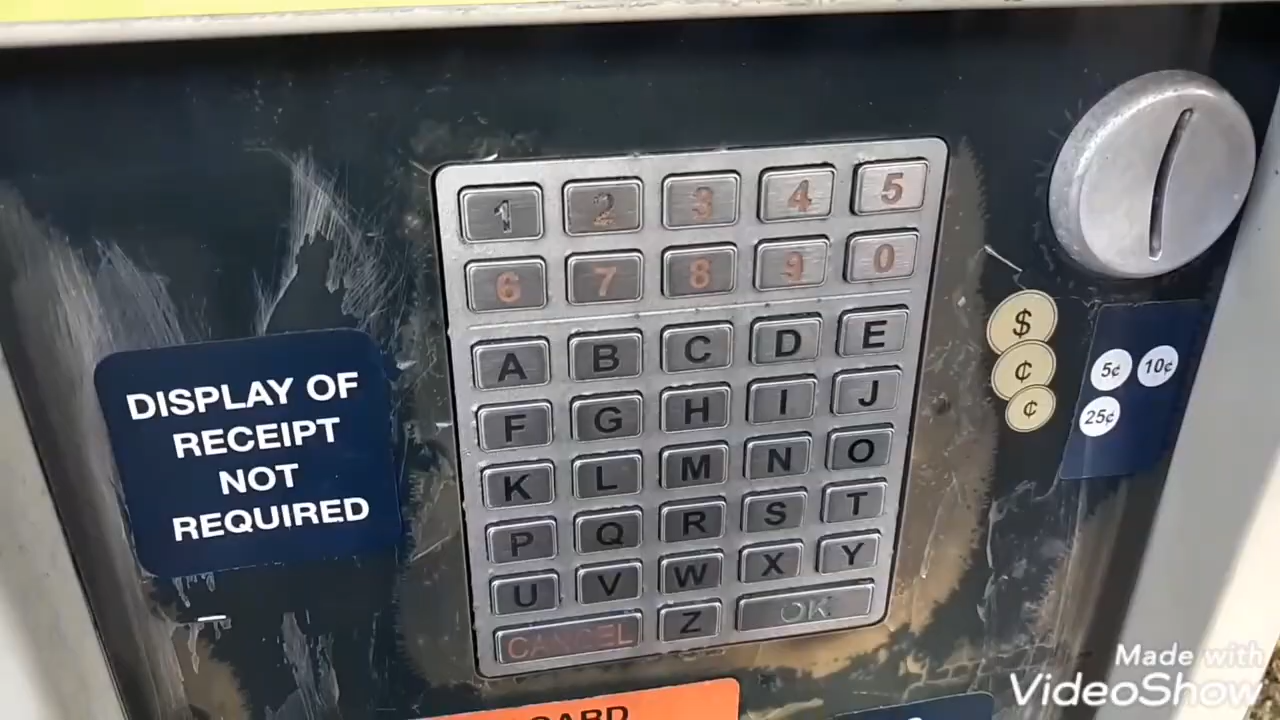 1 2 3 4 5
6 7 8 9 0
A B C D E
F G H I J
K L M N O
P Q R S T
U V W X Y
CANCEL Z OK
DISPLAY OF
RECEIPT
NOT
REQUIRED
$
¢
¢
5¢ 10¢
25¢
CARD
Made with
VideoShow